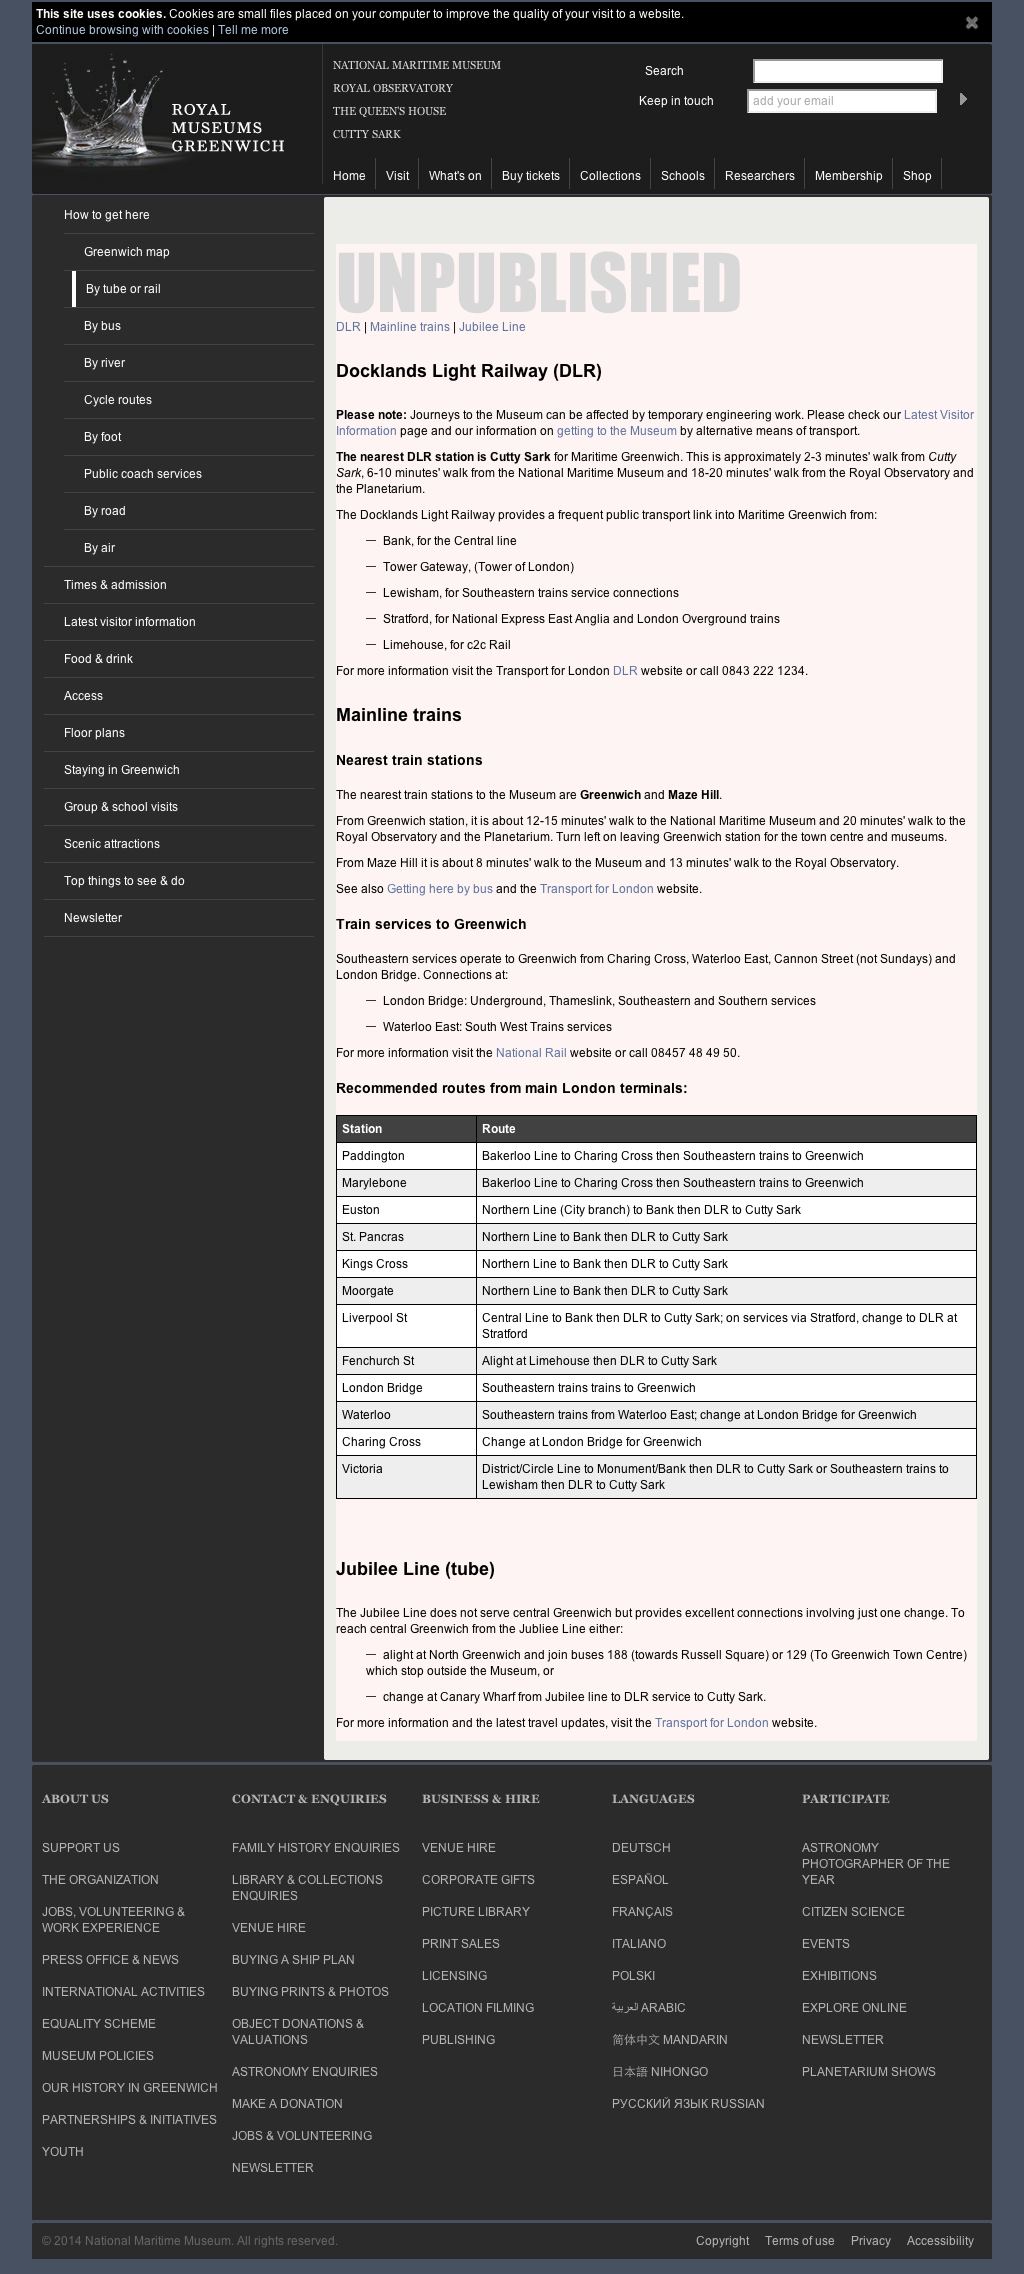 This site uses cookies. Cookies are small files placed on your computer to improve the quality of your visit to a website.
Continue browsing with cookies | Tell me more
ROYAL
MUSEUMS
GREENWICH
NATIONAL MARITIME MUSEUM
ROYAL OBSERVATORY
THE QUEEN'S HOUSE
CUTTY SARK
Search
Keep in touch
add your email
Home
Visit
What's on
Buy tickets
Collections
Schools
Researchers
Membership
Shop
How to get here
Greenwich map
By tube or rail
By bus
By river
Cycle routes
By foot
Public coach services
By road
By air
Times & admission
Latest visitor information
Food & drink
Access
Floor plans
Staying in Greenwich
Group & school visits
Scenic attractions
Top things to see & do
Newsletter
UNPUBLISHED
DLR | Mainline trains | Jubilee Line
Docklands Light Railway (DLR)
Please note: Journeys to the Museum can be affected by temporary engineering work. Please check our Latest Visitor
Information page and our information on getting to the Museum by alternative means of transport.
The nearest DLR station is Cutty Sark for Maritime Greenwich. This is approximately 2-3 minutes' walk from Cutty
Sark, 6-10 minutes' walk from the National Maritime Museum and 18-20 minutes' walk from the Royal Observatory and
the Planetarium.
The Docklands Light Railway provides a frequent public transport link into Maritime Greenwich from:
— Bank, for the Central line
— Tower Gateway, (Tower of London)
— Lewisham, for Southeastern trains service connections
— Stratford, for National Express East Anglia and London Overground trains
— Limehouse, for c2c Rail
For more information visit the Transport for London DLR website or call 0843 222 1234.
Mainline trains
Nearest train stations
The nearest train stations to the Museum are Greenwich and Maze Hill.
From Greenwich station, it is about 12-15 minutes' walk to the National Maritime Museum and 20 minutes' walk to the
Royal Observatory and the Planetarium. Turn left on leaving Greenwich station for the town centre and museums.
From Maze Hill it is about 8 minutes' walk to the Museum and 13 minutes' walk to the Royal Observatory.
See also Getting here by bus and the Transport for London website.
Train services to Greenwich
Southeastern services operate to Greenwich from Charing Cross, Waterloo East, Cannon Street (not Sundays) and
London Bridge. Connections at:
— London Bridge: Underground, Thameslink, Southeastern and Southern services
— Waterloo East: South West Trains services
For more information visit the National Rail website or call 08457 48 49 50.
Recommended routes from main London terminals:
Station Route
Paddington Bakerloo Line to Charing Cross then Southeastern trains to Greenwich
Marylebone Bakerloo Line to Charing Cross then Southeastern trains to Greenwich
Euston Northern Line (City branch) to Bank then DLR to Cutty Sark
St. Pancras Northern Line to Bank then DLR to Cutty Sark
Kings Cross Northern Line to Bank then DLR to Cutty Sark
Moorgate Northern Line to Bank then DLR to Cutty Sark
Liverpool St Central Line to Bank then DLR to Cutty Sark; on services via Stratford, change to DLR at
Stratford
Fenchurch St Alight at Limehouse then DLR to Cutty Sark
London Bridge Southeastern trains trains to Greenwich
Waterloo Southeastern trains from Waterloo East; change at London Bridge for Greenwich
Charing Cross Change at London Bridge for Greenwich
Victoria District/Circle Line to Monument/Bank then DLR to Cutty Sark or Southeastern trains to
Lewisham then DLR to Cutty Sark
Jubilee Line (tube)
The Jubilee Line does not serve central Greenwich but provides excellent connections involving just one change. To
reach central Greenwich from the Jubliee Line either:
— alight at North Greenwich and join buses 188 (towards Russell Square) or 129 (To Greenwich Town Centre)
which stop outside the Museum, or
— change at Canary Wharf from Jubilee line to DLR service to Cutty Sark.
For more information and the latest travel updates, visit the Transport for London website.
ABOUT US
SUPPORT US
THE ORGANIZATION
JOBS, VOLUNTEERING &
WORK EXPERIENCE
PRESS OFFICE & NEWS
INTERNATIONAL ACTIVITIES
EQUALITY SCHEME
MUSEUM POLICIES
OUR HISTORY IN GREENWICH
PARTNERSHIPS & INITIATIVES
YOUTH
CONTACT & ENQUIRIES
FAMILY HISTORY ENQUIRIES
LIBRARY & COLLECTIONS
ENQUIRIES
VENUE HIRE
BUYING A SHIP PLAN
BUYING PRINTS & PHOTOS
OBJECT DONATIONS &
VALUATIONS
ASTRONOMY ENQUIRIES
MAKE A DONATION
JOBS & VOLUNTEERING
NEWSLETTER
BUSINESS & HIRE
VENUE HIRE
CORPORATE GIFTS
PICTURE LIBRARY
PRINT SALES
LICENSING
LOCATION FILMING
PUBLISHING
LANGUAGES
DEUTSCH
ESPAÑOL
FRANÇAIS
ITALIANO
POLSKI
العربية ARABIC
简体中文 MANDARIN
日本語 NIHONGO
РУССКИЙ ЯЗЫК RUSSIAN
PARTICIPATE
ASTRONOMY
PHOTOGRAPHER OF THE
YEAR
CITIZEN SCIENCE
EVENTS
EXHIBITIONS
EXPLORE ONLINE
NEWSLETTER
PLANETARIUM SHOWS
© 2014 National Maritime Museum. All rights reserved.
Copyright
Terms of use
Privacy
Accessibility